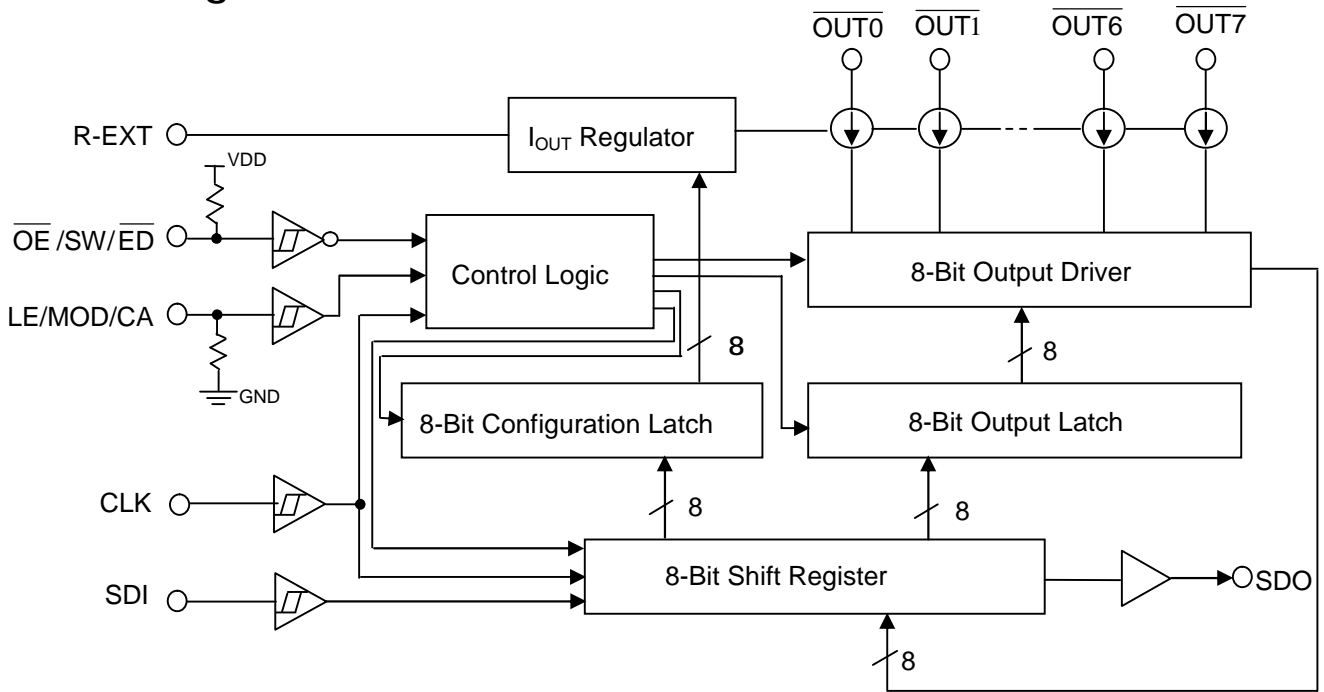 OUT0 OUT1 OUT6 OUT7
R-EXT
IOUT Regulator
VDD
OE /SW/ED
Control Logic
8-Bit Output Driver
LE/MOD/CA
8
8
GND
8-Bit Configuration Latch
8-Bit Output Latch
CLK
8
8
8-Bit Shift Register
SDI
SDO
8